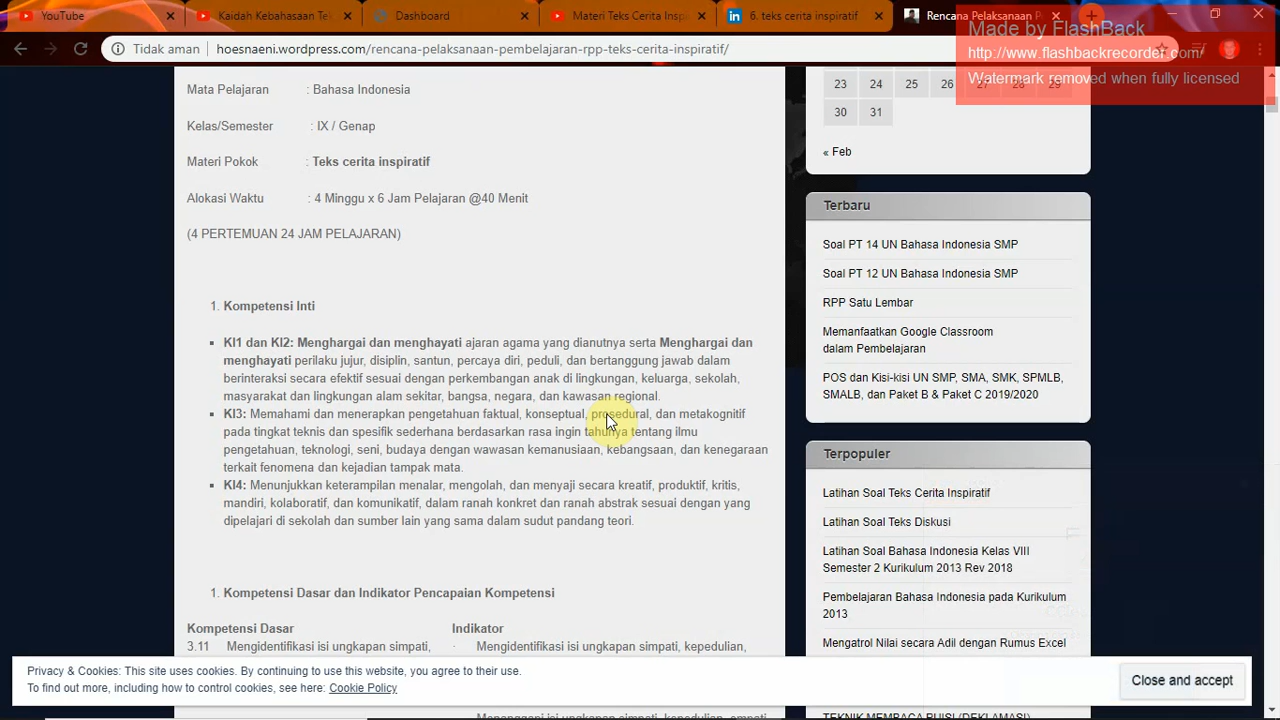 YouTube
Kaidah Kebahasaan Te
Dashboard
Materi Teks Cerita Inspi
6. teks cerita inspiratif
Rencana Pelaksanaan P
Made by FlashBack
Tidak aman
hoesnaeni.wordpress.com/rencana-pelaksanaan-pembelajaran-rpp-teks-cerita-inspiratif/
http://www.flashbackrecorder.com/
Watermark removed when fully licensed
Mata Pelajaran : Bahasa Indonesia
Kelas/Semester : IX / Genap
Materi Pokok : Teks cerita inspiratif
Alokasi Waktu : 4 Minggu x 6 Jam Pelajaran @40 Menit
(4 PERTEMUAN 24 JAM PELAJARAN)
1. Kompetensi Inti
KI1 dan KI2: Menghargai dan menghayati ajaran agama yang dianutnya serta Menghargai dan
menghayati perilaku jujur, disiplin, santun, percaya diri, peduli, dan bertanggung jawab dalam
berinteraksi secara efektif sesuai dengan perkembangan anak di lingkungan, keluarga, sekolah,
masyarakat dan lingkungan alam sekitar, bangsa, negara, dan kawasan regional.
KI3: Memahami dan menerapkan pengetahuan faktual, konseptual, prosedural, dan metakognitif
pada tingkat teknis dan spesifik sederhana berdasarkan rasa ingin tahunya tentang ilmu
pengetahuan, teknologi, seni, budaya dengan wawasan kemanusiaan, kebangsaan, dan kenegaraan
terkait fenomena dan kejadian tampak mata.
KI4: Menunjukkan keterampilan menalar, mengolah, dan menyaji secara kreatif, produktif, kritis,
mandiri, kolaboratif, dan komunikatif, dalam ranah konkret dan ranah abstrak sesuai dengan yang
dipelajari di sekolah dan sumber lain yang sama dalam sudut pandang teori.
1. Kompetensi Dasar dan Indikator Pencapaian Kompetensi
Kompetensi Dasar Indikator
3.11 Mengidentifikasi isi ungkapan simpati, · Mengidentifikasi isi ungkapan simpati, kepedulian,
23 24 25 26 27 28 29
30 31
« Feb
Terbaru
Soal PT 14 UN Bahasa Indonesia SMP
Soal PT 12 UN Bahasa Indonesia SMP
RPP Satu Lembar
Memanfaatkan Google Classroom
dalam Pembelajaran
POS dan Kisi-kisi UN SMP, SMA, SMK, SPMLB,
SMALB, dan Paket B & Paket C 2019/2020
Terpopuler
Latihan Soal Teks Cerita Inspiratif
Latihan Soal Teks Diskusi
Latihan Soal Bahasa Indonesia Kelas VIII
Semester 2 Kurikulum 2013 Rev 2018
Pembelajaran Bahasa Indonesia pada Kurikulum
2013
Mengatrol Nilai secara Adil dengan Rumus Excel
Privacy & Cookies: This site uses cookies. By continuing to use this website, you agree to their use.
To find out more, including how to control cookies, see here: Cookie Policy
Close and accept
TEKNIK MEMBACA PUISI (DEKLAMASI)